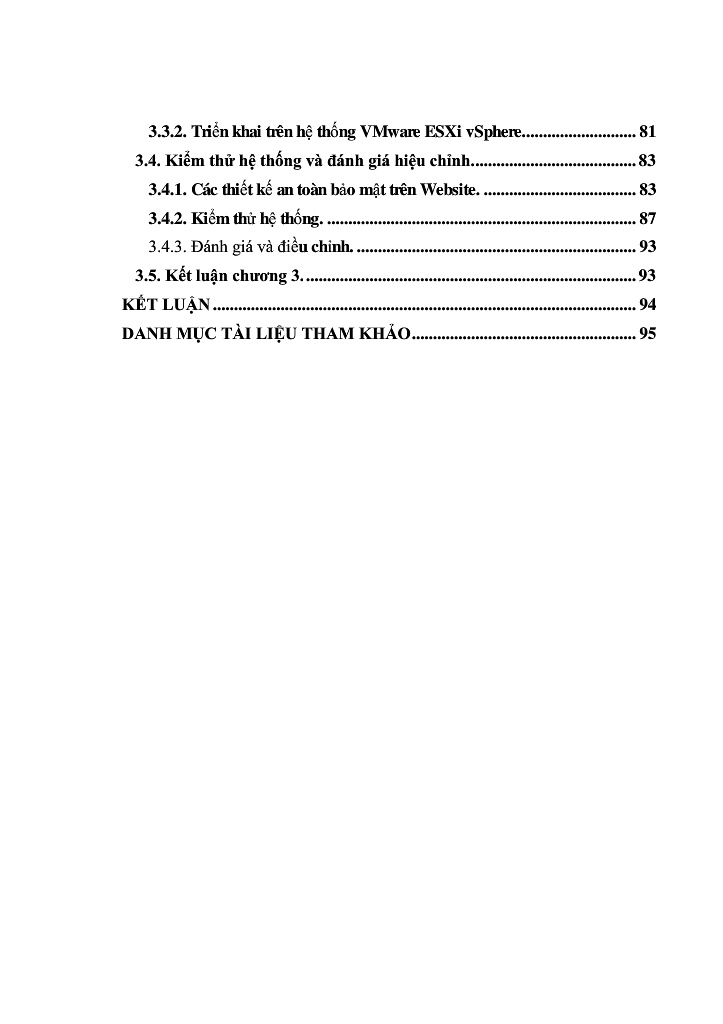 3.3.2. Triển khai trên hệ thống VMware ESXi vSphere........................... 81
3.4. Kiểm thử hệ thống và đánh giá hiệu chỉnh....................................... 83
3.4.1. Các thiết kế an toàn bảo mật trên Website. .................................... 83
3.4.2. Kiểm thử hệ thống. ......................................................................... 87
3.4.3. Đánh giá và điều chỉnh. .................................................................. 93
3.5. Kết luận chương 3. .............................................................................. 93
KẾT LUẬN .................................................................................................... 94
DANH MỤC TÀI LIỆU THAM KHẢO..................................................... 95